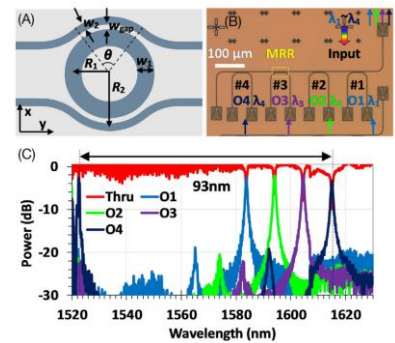 (A)
w₂
w_gap
θ
R₁
w₁
R₂
x
y
(B)
λ₁~λ₄
100 μm
MRR
Input
#4 #3 #2 #1
O4 λ₄ O3 λ₃ O2 λ₂ O1 λ₁
(C)
93nm
Thru O1
O2 O3
O4
Power (dB)
0
-10
-20
-30
1520 1540 1560 1580 1600 1620
Wavelength (nm)